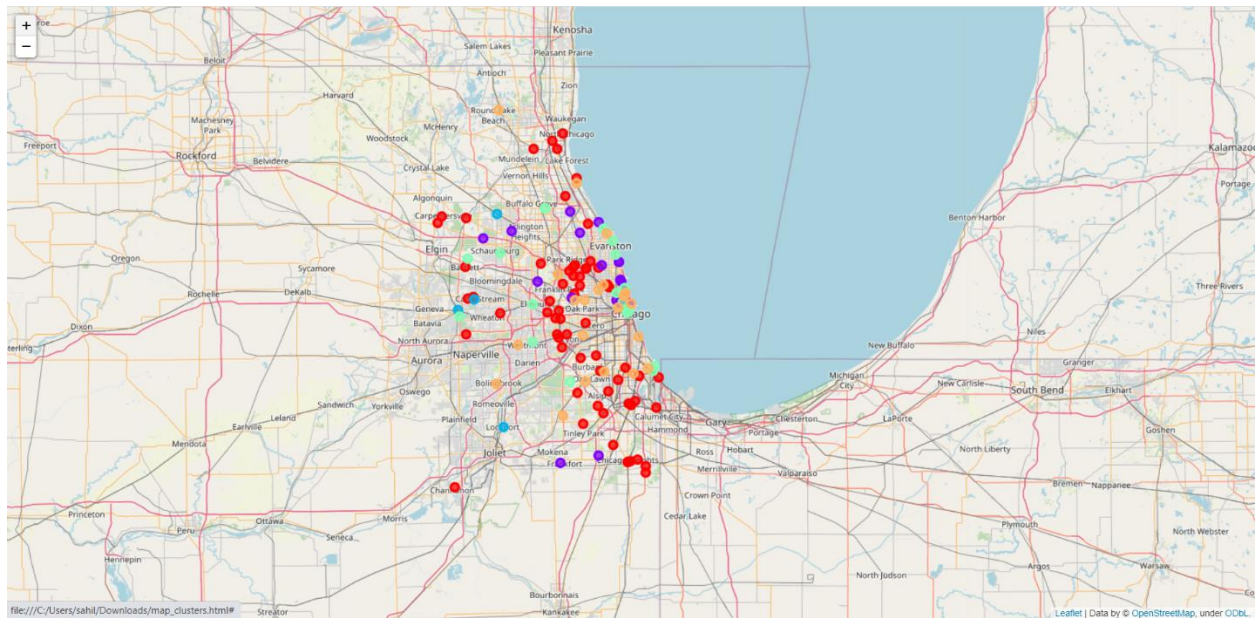 +
−
Kenosha
Salem Lakes
Pleasant Prairie
Beloit
Antioch
Zion
Harvard
Round Lake
Beach
Waukegan
Machesney
Park
McHenry
North Chicago
Woodstock
Freeport
Rockford
Belvidere
Mundelein
Lake Forest
Kalamazoo
Crystal Lake
Vernon Hills
Portage
Algonquin
Buffalo Grove
Carpentersville
Benton Harbor
Arlington
Heights
Evanston
Elgin
Schaumburg
Oregon
Park Ridge
Sycamore
Bartlett
Bloomingdale
Three Rivers
Rochelle
DeKalb
Carol Stream
Geneva
Oak Park
Chicago
Dixon
Batavia
Wheaton
Niles
Sterling
North Aurora
New Buffalo
Aurora
Naperville
Darien
Granger
Burbank
Michigan
City
New Carlisle
South Bend
Elkhart
Oswego
Bolingbrook
Oak Lawn
Sandwich
Yorkville
Romeoville
Alsip
Chesterton
Leland
Plainfield
Calumet City
Gary
LaPorte
Earlville
Lockport
Hammond
Portage
Goshen
Mendota
Tinley Park
Joliet
Mokena
Ross
Hobart
North Liberty
Frankfort
Chicago Heights
Merrillville
Valparaiso
Channahon
Bremen
Nappanee
Princeton
Morris
Crown Point
Ottawa
Cedar Lake
Peru
Plymouth
Seneca
North Webster
Hennepin
Argos
Warsaw
North Judson
Bourbonnais
file:///C:/Users/sahil/Downloads/map_clusters.html#
Streator
Kankakee
Leaflet | Data by © OpenStreetMap, under ODbL.